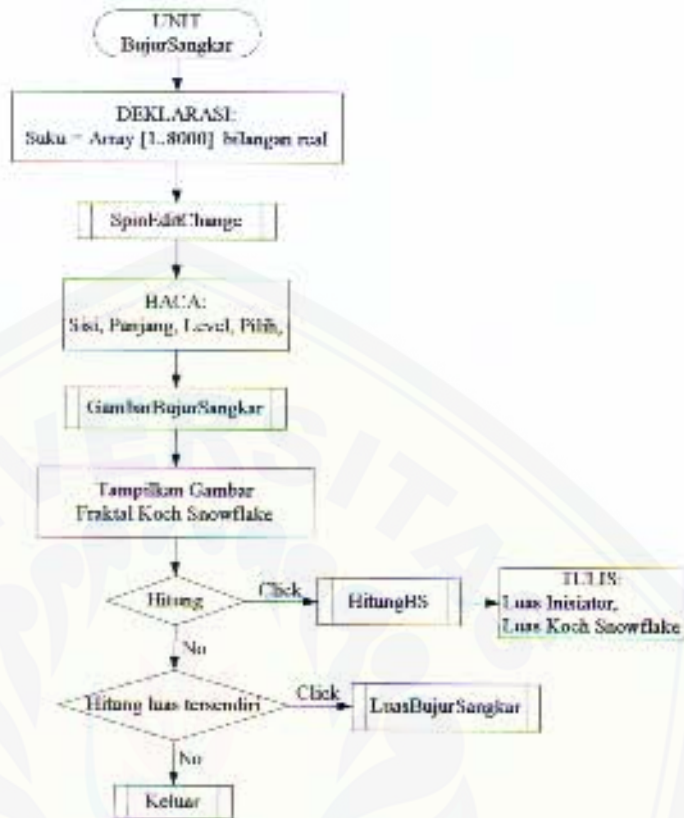 UNIT
BujurSangkar
DEKLARASI:
Suku = Array [1..8000] bilangan real
SpinEditChange
BACA:
Sisi, Panjang, Level, Pilih,
GambarBujurSangkar
Tampilkan Gambar
Fraktal Koch Snowflake
Hitung
Click
HitungBS
TULIS:
Luas Inisiator,
Luas Koch Snowflake
No
Hitung luas tersendiri
Click
LuasBujurSangkar
No
Keluar
UNIVERSITAS